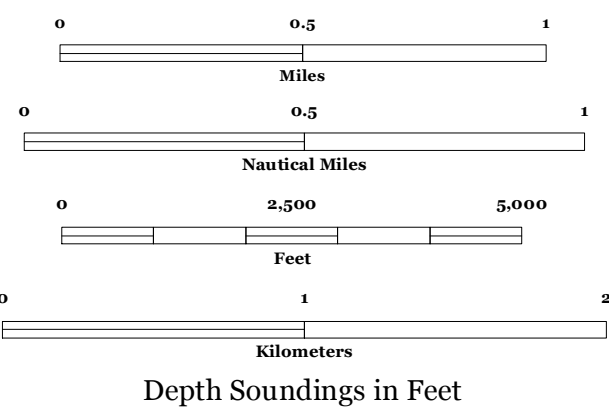 0 0.5 1
Miles
0 0.5 1
Nautical Miles
0 2,500 5,000
Feet
0 1 2
Kilometers
Depth Soundings in Feet